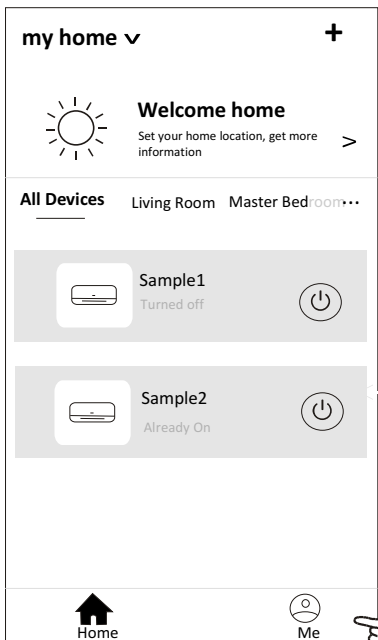 my home
Welcome home
Set your home location, get more
information
All Devices Living Room Master Bedroom...
Sample1
Turned off
Sample2
Already On
Home Me